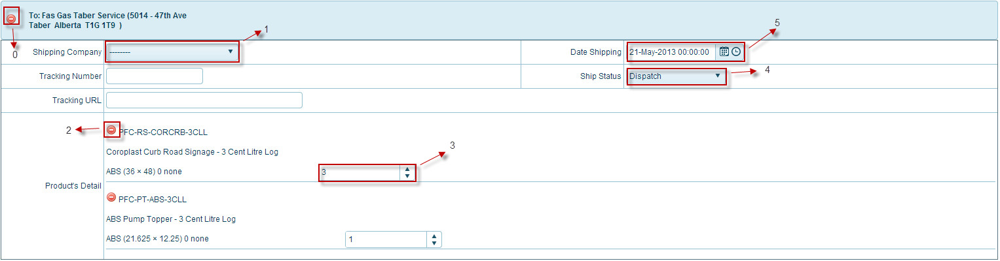 To: Fas Gas Taber Service (5014 - 47th Ave
Taber Alberta T1G 1T9 )
0
Shipping Company
--------
1
Date Shipping
21-May-2013 00:00:00
5
Tracking Number
Ship Status
Dispatch
4
Tracking URL
2
PFC-RS-CORCRB-3CLL
Coroplast Curb Road Signage - 3 Cent Litre Log
ABS (36 × 48) 0 none
3
3
Product's Detail
PFC-PT-ABS-3CLL
ABS Pump Topper - 3 Cent Litre Log
ABS (21.625 × 12.25) 0 none
1